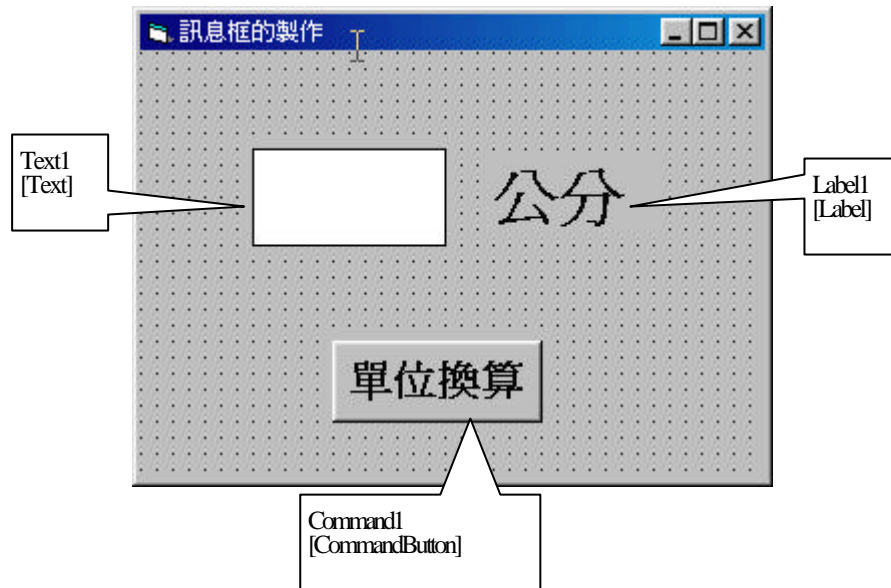 訊息框的製作
Text1
[Text]
公分
Label1
[Label]
單位換算
Command1
[CommandButton]